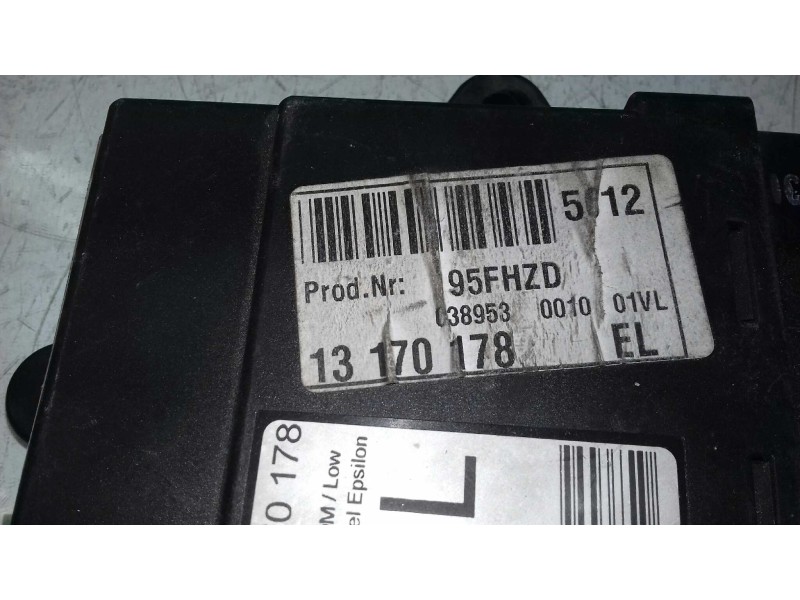 5 12
Prod.Nr: 95FHZD
038953 0010 01VL
13 170 178 EL
0 178
M / Low
el Epsilon
L